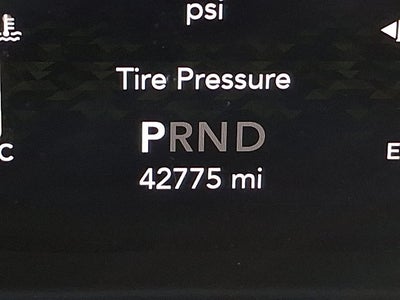 psi
Tire Pressure
PRND
C
E
42775 mi